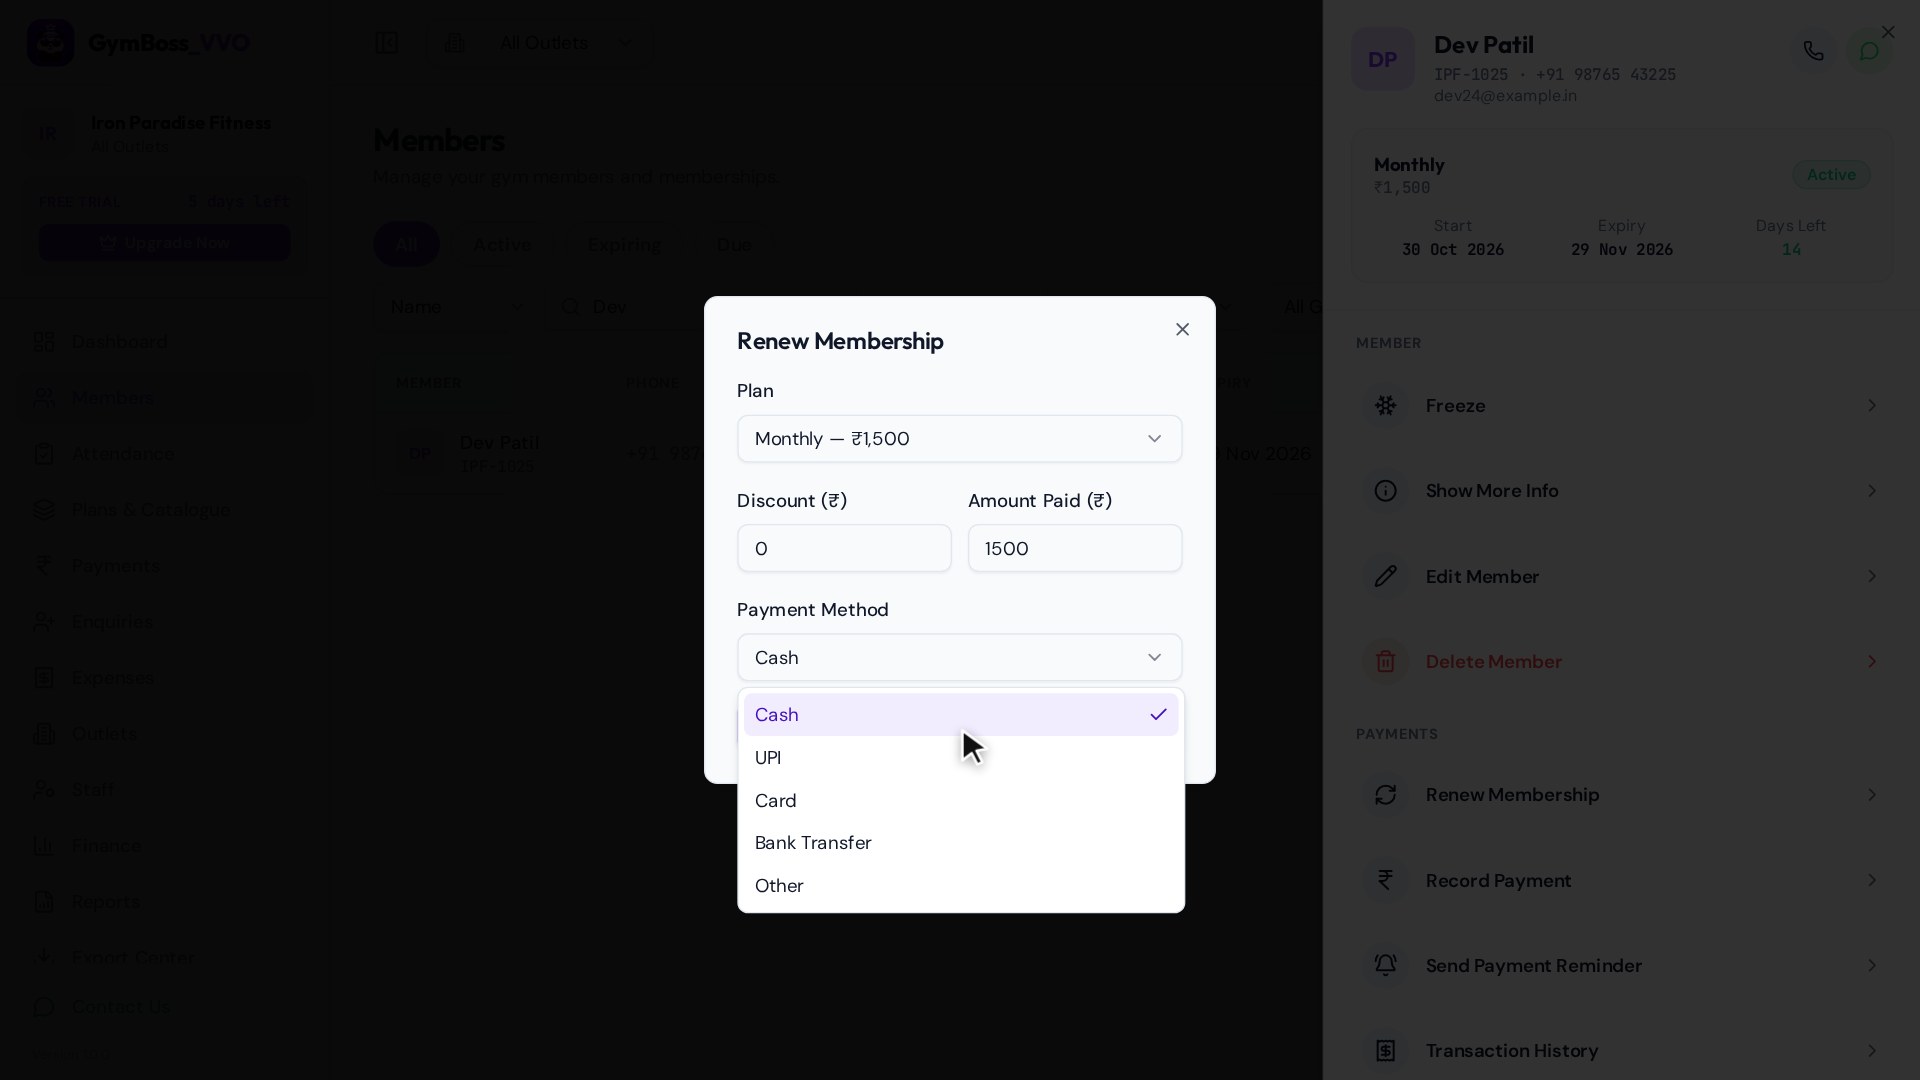 GymBoss_VVO
All Outlets
IR
Iron Paradise Fitness
All Outlets
FREE TRIAL
5 days left
Upgrade Now
Dashboard
Members
Attendance
Plans & Catalogue
Payments
Enquiries
Expenses
Outlets
Staff
Finance
Reports
Export Center
Contact Us
Members
Manage your gym members and memberships.
All
Active
Expiring
Due
Name
Dev
All G
MEMBER
PHONE
DP
Dev Patil
IPF-1025
+91 987
Nov 2026
Renew Membership
Plan
Monthly — ₹1,500
Discount (₹)
Amount Paid (₹)
0
1500
Payment Method
Cash
Cash
UPI
Card
Bank Transfer
Other
DP
Dev Patil
IPF-1025 · +91 98765 43225
dev24@example.in
Monthly
₹1,500
Active
Start
Expiry
Days Left
30 Oct 2026
29 Nov 2026
14
MEMBER
Freeze
Show More Info
Edit Member
Delete Member
PAYMENTS
Renew Membership
Record Payment
Send Payment Reminder
Transaction History